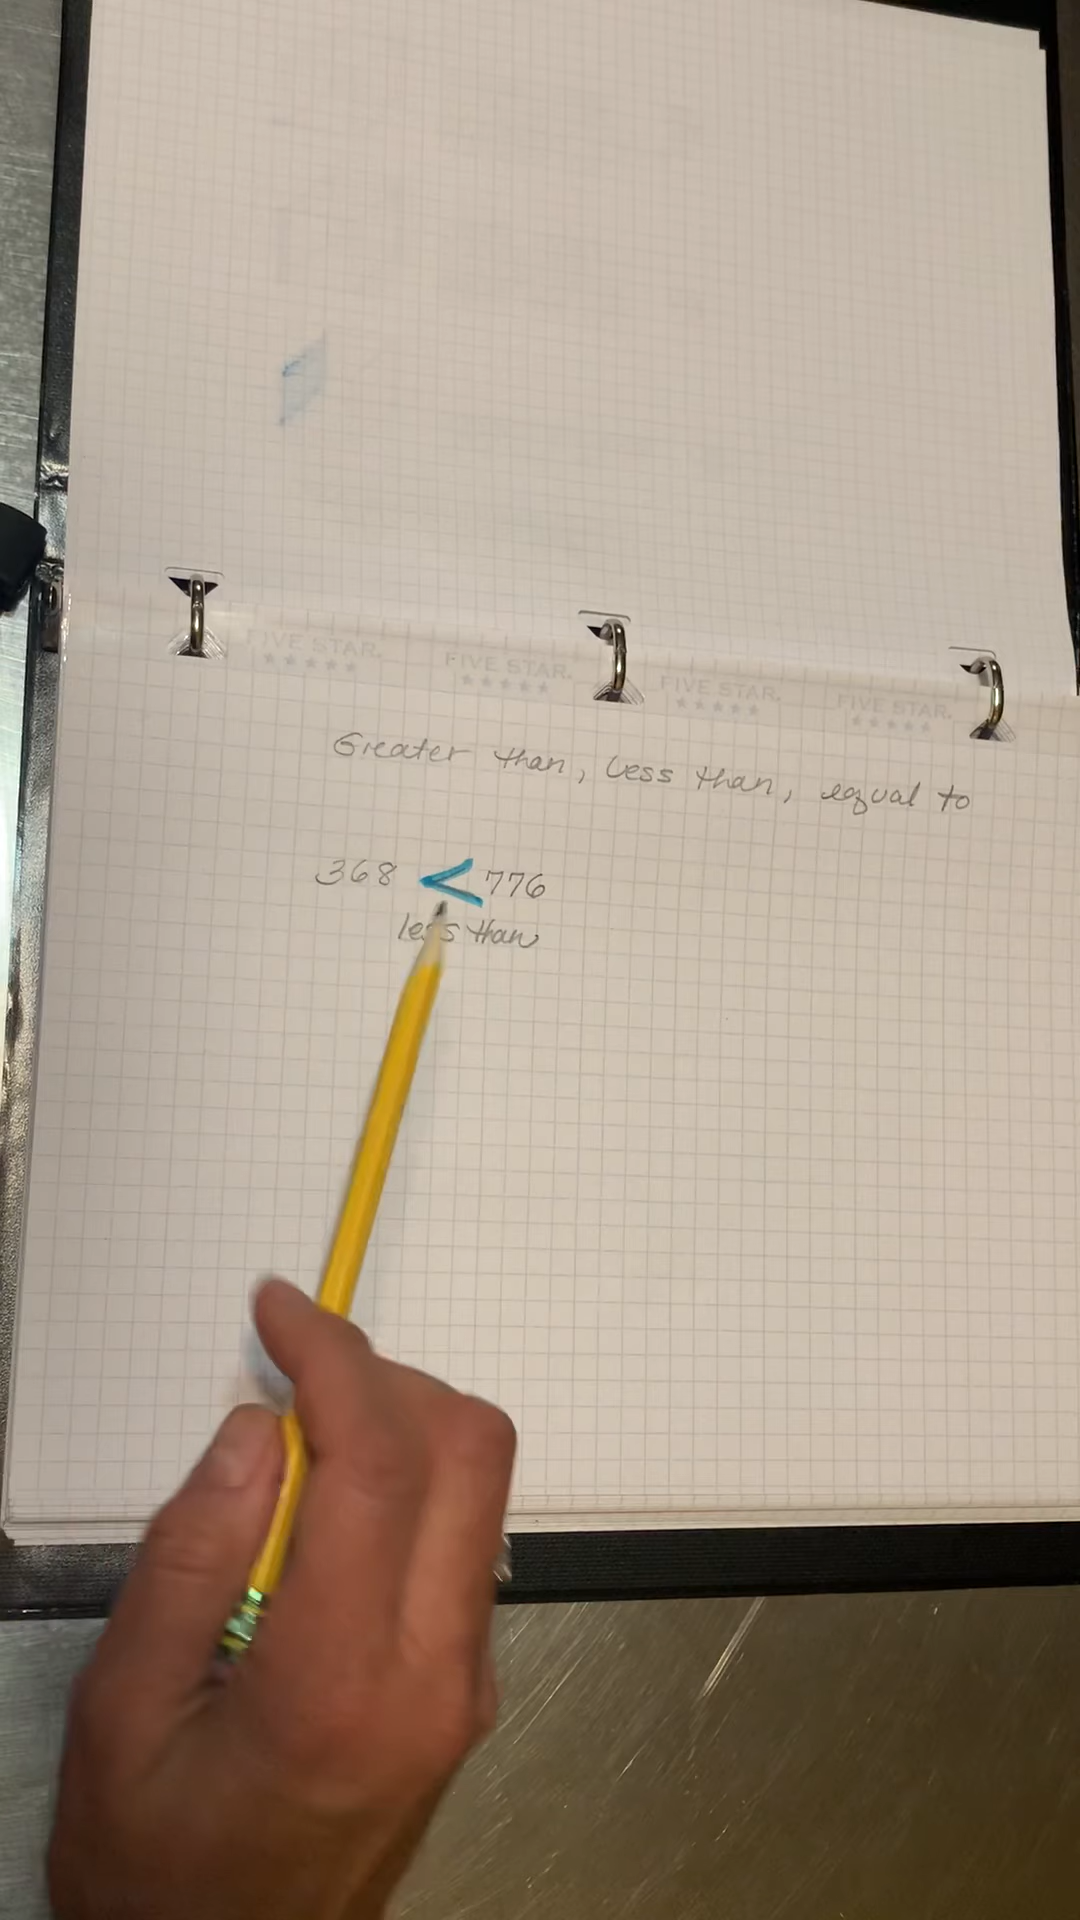 FIVE STAR. FIVE STAR. FIVE STAR. FIVE STAR.
Greater than, less than, equal to
368 < 776
less than